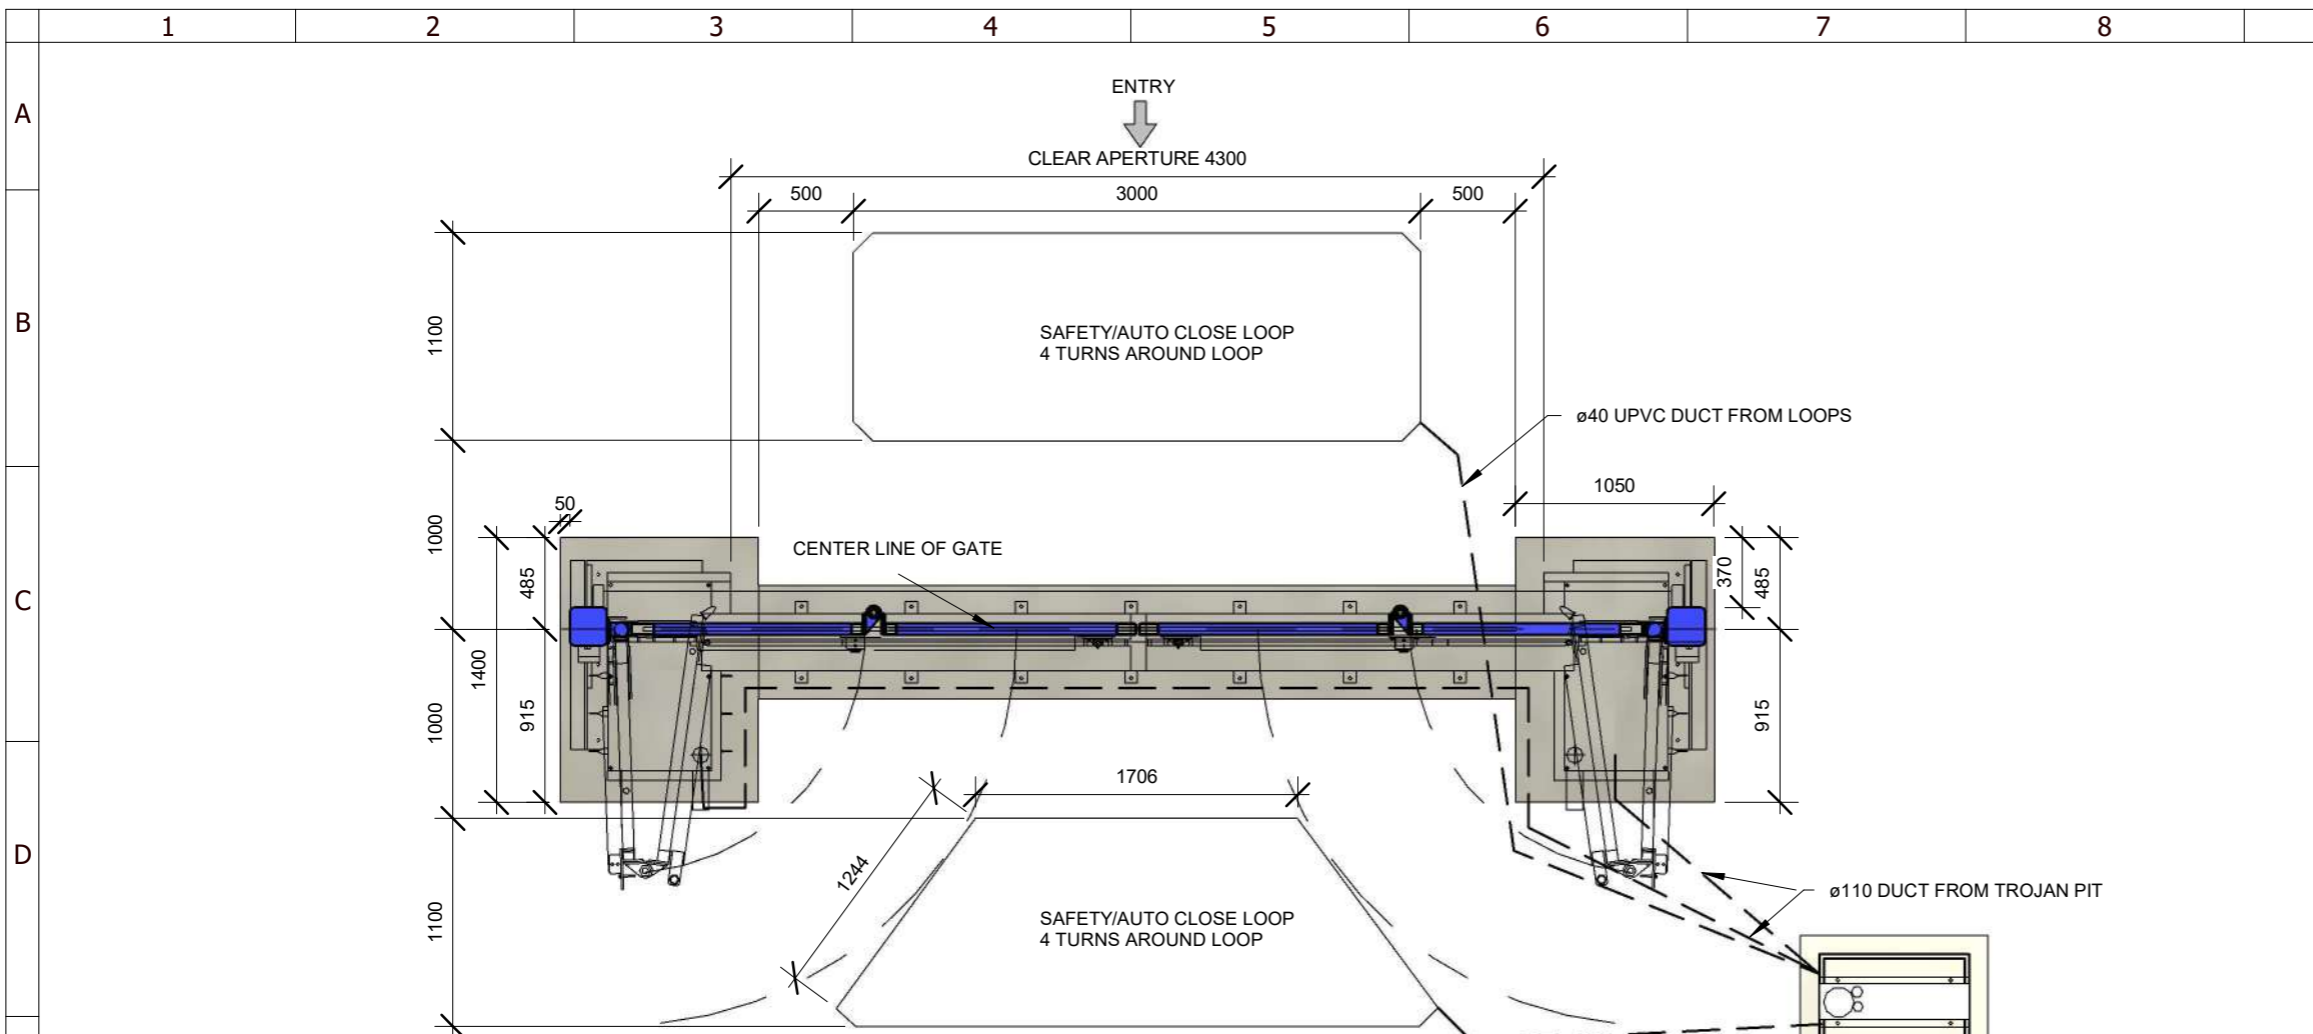 1 2 3 4 5 6 7 8
A
ENTRY
CLEAR APERTURE 4300
500 3000 500
B
1100
SAFETY/AUTO CLOSE LOOP
4 TURNS AROUND LOOP
ø40 UPVC DUCT FROM LOOPS
1050
50
1000
CENTER LINE OF GATE
485
370
485
C
1400
1000
915
915
1706
D
1244
1100
ø110 DUCT FROM TROJAN PIT
SAFETY/AUTO CLOSE LOOP
4 TURNS AROUND LOOP